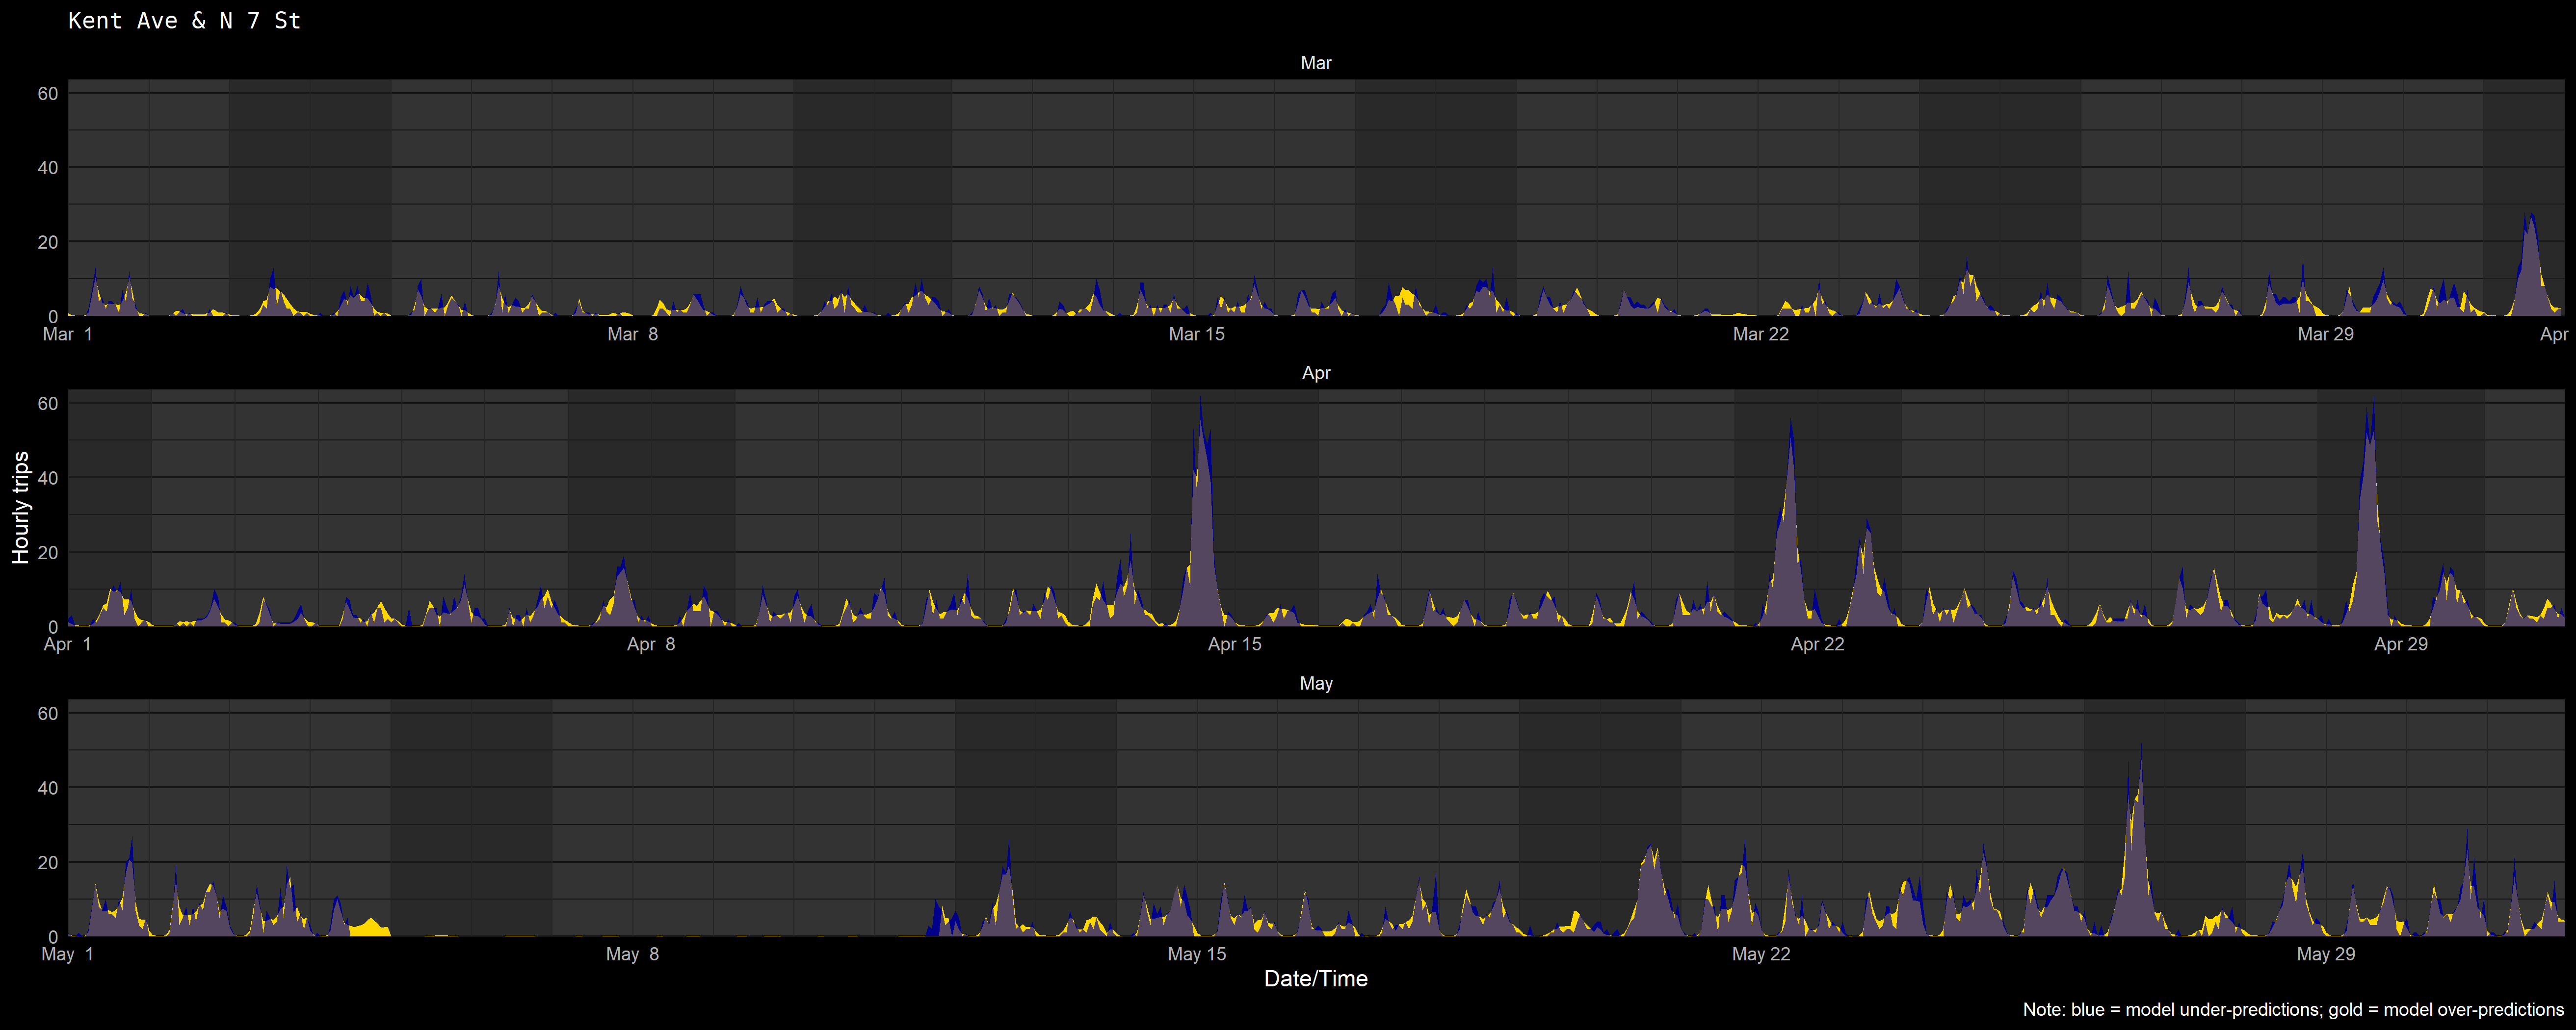 Kent Ave & N 7 St
Mar
60
40
20
0
Mar  1
Mar  8
Mar 15
Mar 22
Mar 29
Apr
Apr
60
40
20
0
Apr  1
Apr  8
Apr 15
Apr 22
Apr 29
Hourly trips
May
60
40
20
0
May  1
May  8
May 15
May 22
May 29
Date/Time
Note: blue = model under-predictions; gold = model over-predictions